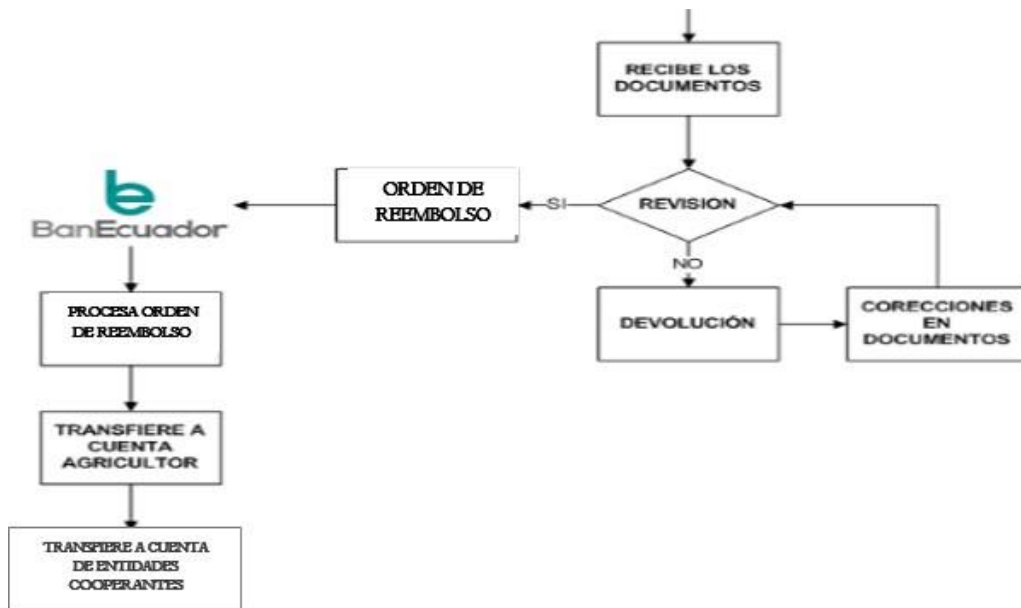 RECIBE LOS
DOCUMENTOS
REVISION
SI
ORDEN DE
REEMBOLSO
BanEcuador
NO
PROCESA ORDEN
DE REEMBOLSO
DEVOLUCIÓN
CORECCIONES
EN
DOCUMENTOS
TRANSFIERE A
CUENTA
AGRICULTOR
TRANSFIERE A CUENTA
DE ENTIDADES
COOPERANTES